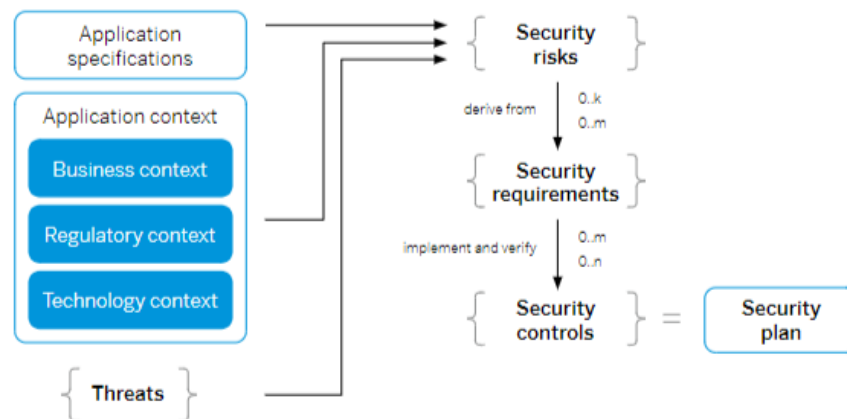 Application
specifications
Application context
Business context
Regulatory context
Technology context
{ Threats }
{ Security
risks }
derive from
0..k
0..m
{ Security
requirements }
implement and verify
0..m
0..n
{ Security
controls }
=
Security
plan